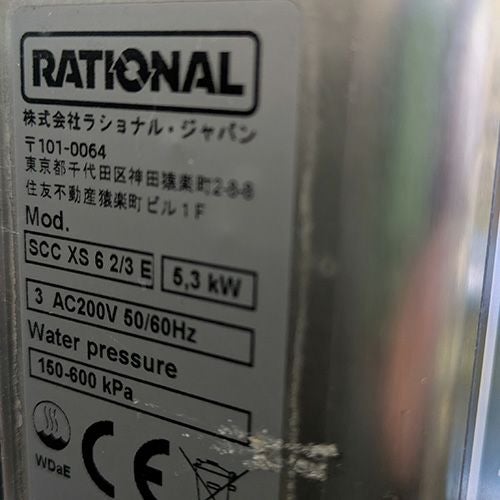 RATIONAL
株式会社ラショナル・ジャパン
〒101-0064
東京都千代田区神田猿楽町2-8-8
住友不動産猿楽町ビル1F
Mod.
SCC XS 6 2/3 E 5,3 kW
3 AC200V 50/60Hz
Water pressure
150-600 kPa
WDaE CE